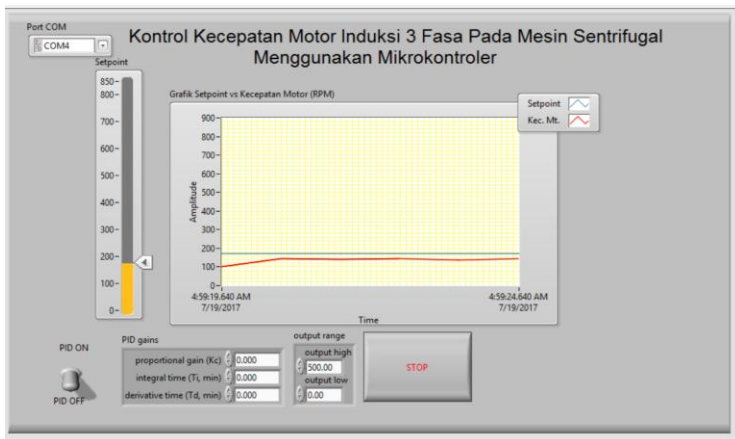 Port COM
COM4
Kontrol Kecepatan Motor Induksi 3 Fasa Pada Mesin Sentrifugal
Menggunakan Mikrokontroler
Setpoint
850-
800-
700-
600-
500-
400-
300-
200-
100-
0-
Grafik Setpoint vs Kecepatan Motor (RPM)
Setpoint
Kec. Mt.
Amplitude
900-
800-
700-
600-
500-
400-
300-
200-
100-
0-
4:59:19.640 AM
7/19/2017
4:59:24.640 AM
7/19/2017
Time
PID ON
PID OFF
PID gains
proportional gain (Kc) 0.000
integral time (Ti, min) 0.000
derivative time (Td, min) 0.000
output range
output high
500.00
output low
0.00
STOP